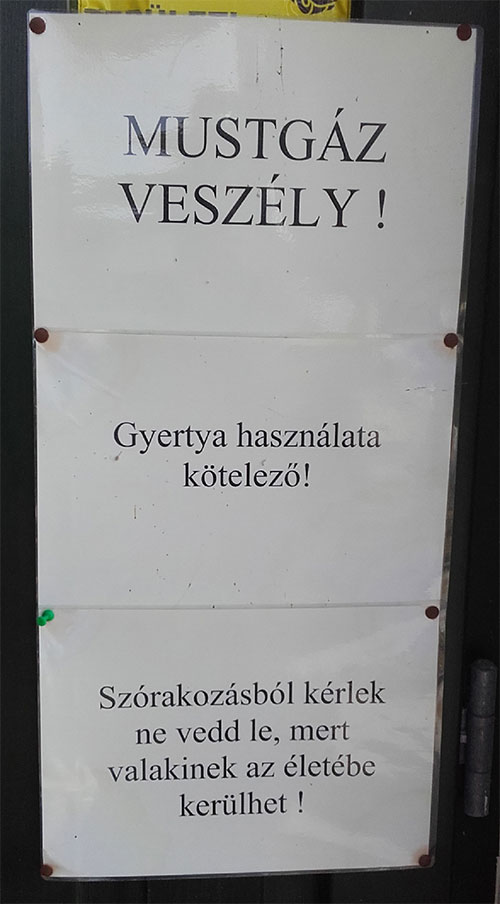 MUSTGÁZ
VESZÉLY !
Gyertya használata
kötelező!
Szórakozásból kérlek
ne vedd le, mert
valakinek az életébe
kerülhet !